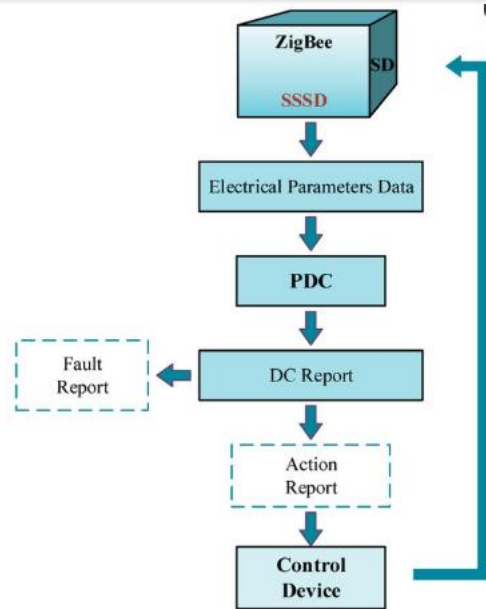 ZigBee
SD
SSSD
Electrical Parameters Data
PDC
Fault
Report
DC Report
Action
Report
Control
Device